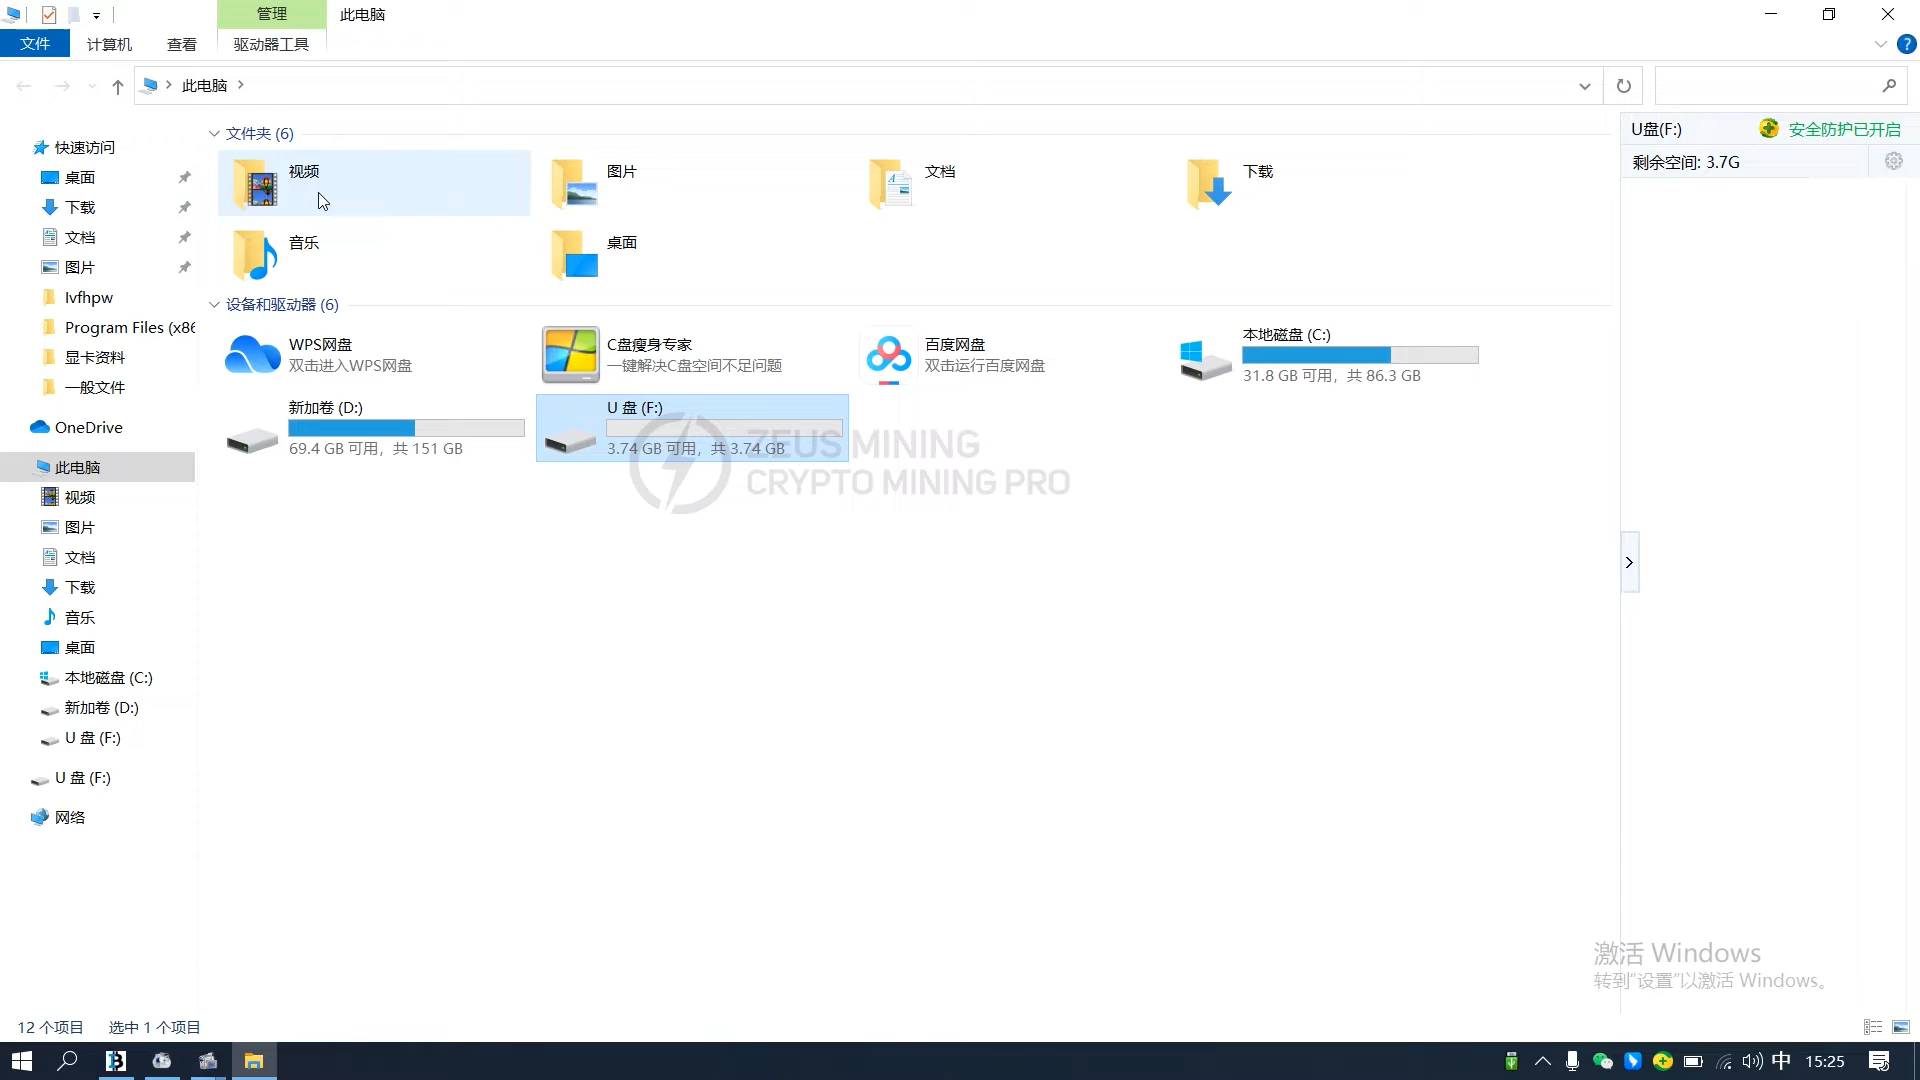 管理
此电脑
文件
计算机
查看
驱动器工具
此电脑
快速访问
桌面
下载
文档
图片
lvfhpw
Program Files (x86
显卡资料
一般文件
OneDrive
此电脑
视频
图片
文档
下载
音乐
桌面
本地磁盘 (C:)
新加卷 (D:)
U 盘 (F:)
U 盘 (F:)
网络
文件夹 (6)
视频
图片
文档
下载
音乐
桌面
设备和驱动器 (6)
WPS网盘
双击进入WPS网盘
C盘瘦身专家
一键解决C盘空间不足问题
百度网盘
双击运行百度网盘
本地磁盘 (C:)
31.8 GB 可用，共 86.3 GB
新加卷 (D:)
69.4 GB 可用，共 151 GB
U 盘 (F:)
3.74 GB 可用，共 3.74 GB
ZEUS MINING
CRYPTO MINING PRO
U盘(F:)
安全防护已开启
剩余空间: 3.7G
激活 Windows
转到"设置"以激活 Windows。
12 个项目
选中 1 个项目
中
15:25